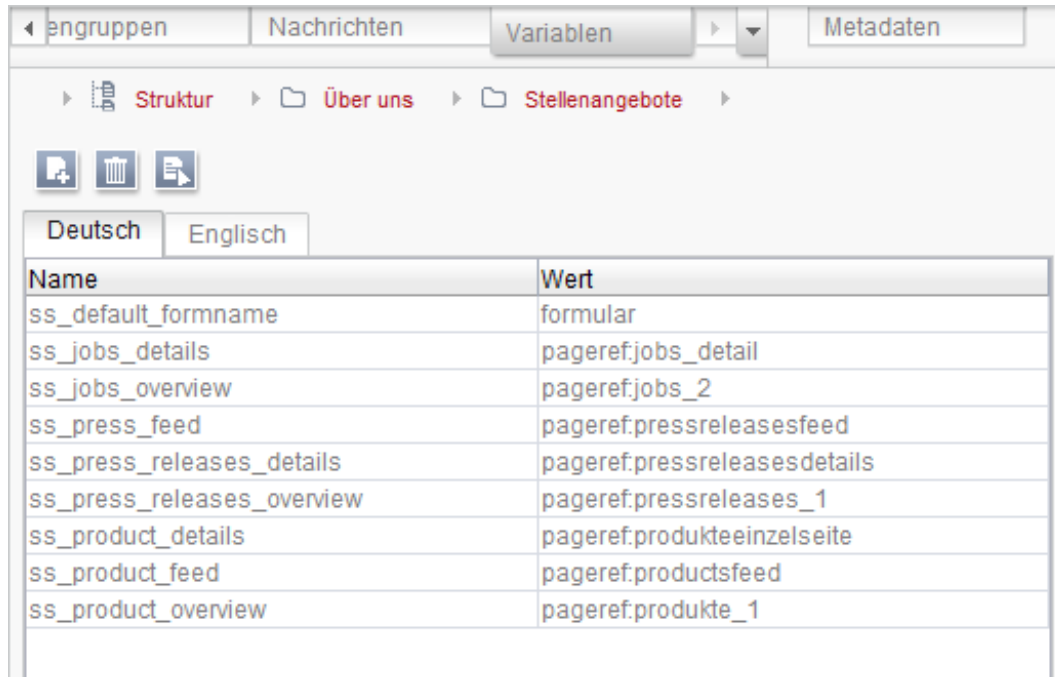 engruppen Nachrichten Variablen Metadaten
Struktur Über uns Stellenangebote
Deutsch Englisch
Name Wert
ss_default_formname formular
ss_jobs_details pageref:jobs_detail
ss_jobs_overview pageref:jobs_2
ss_press_feed pageref:pressreleasesfeed
ss_press_releases_details pageref:pressreleasesdetails
ss_press_releases_overview pageref:pressreleases_1
ss_product_details pageref:produkteeinzelseite
ss_product_feed pageref:productsfeed
ss_product_overview pageref:produkte_1